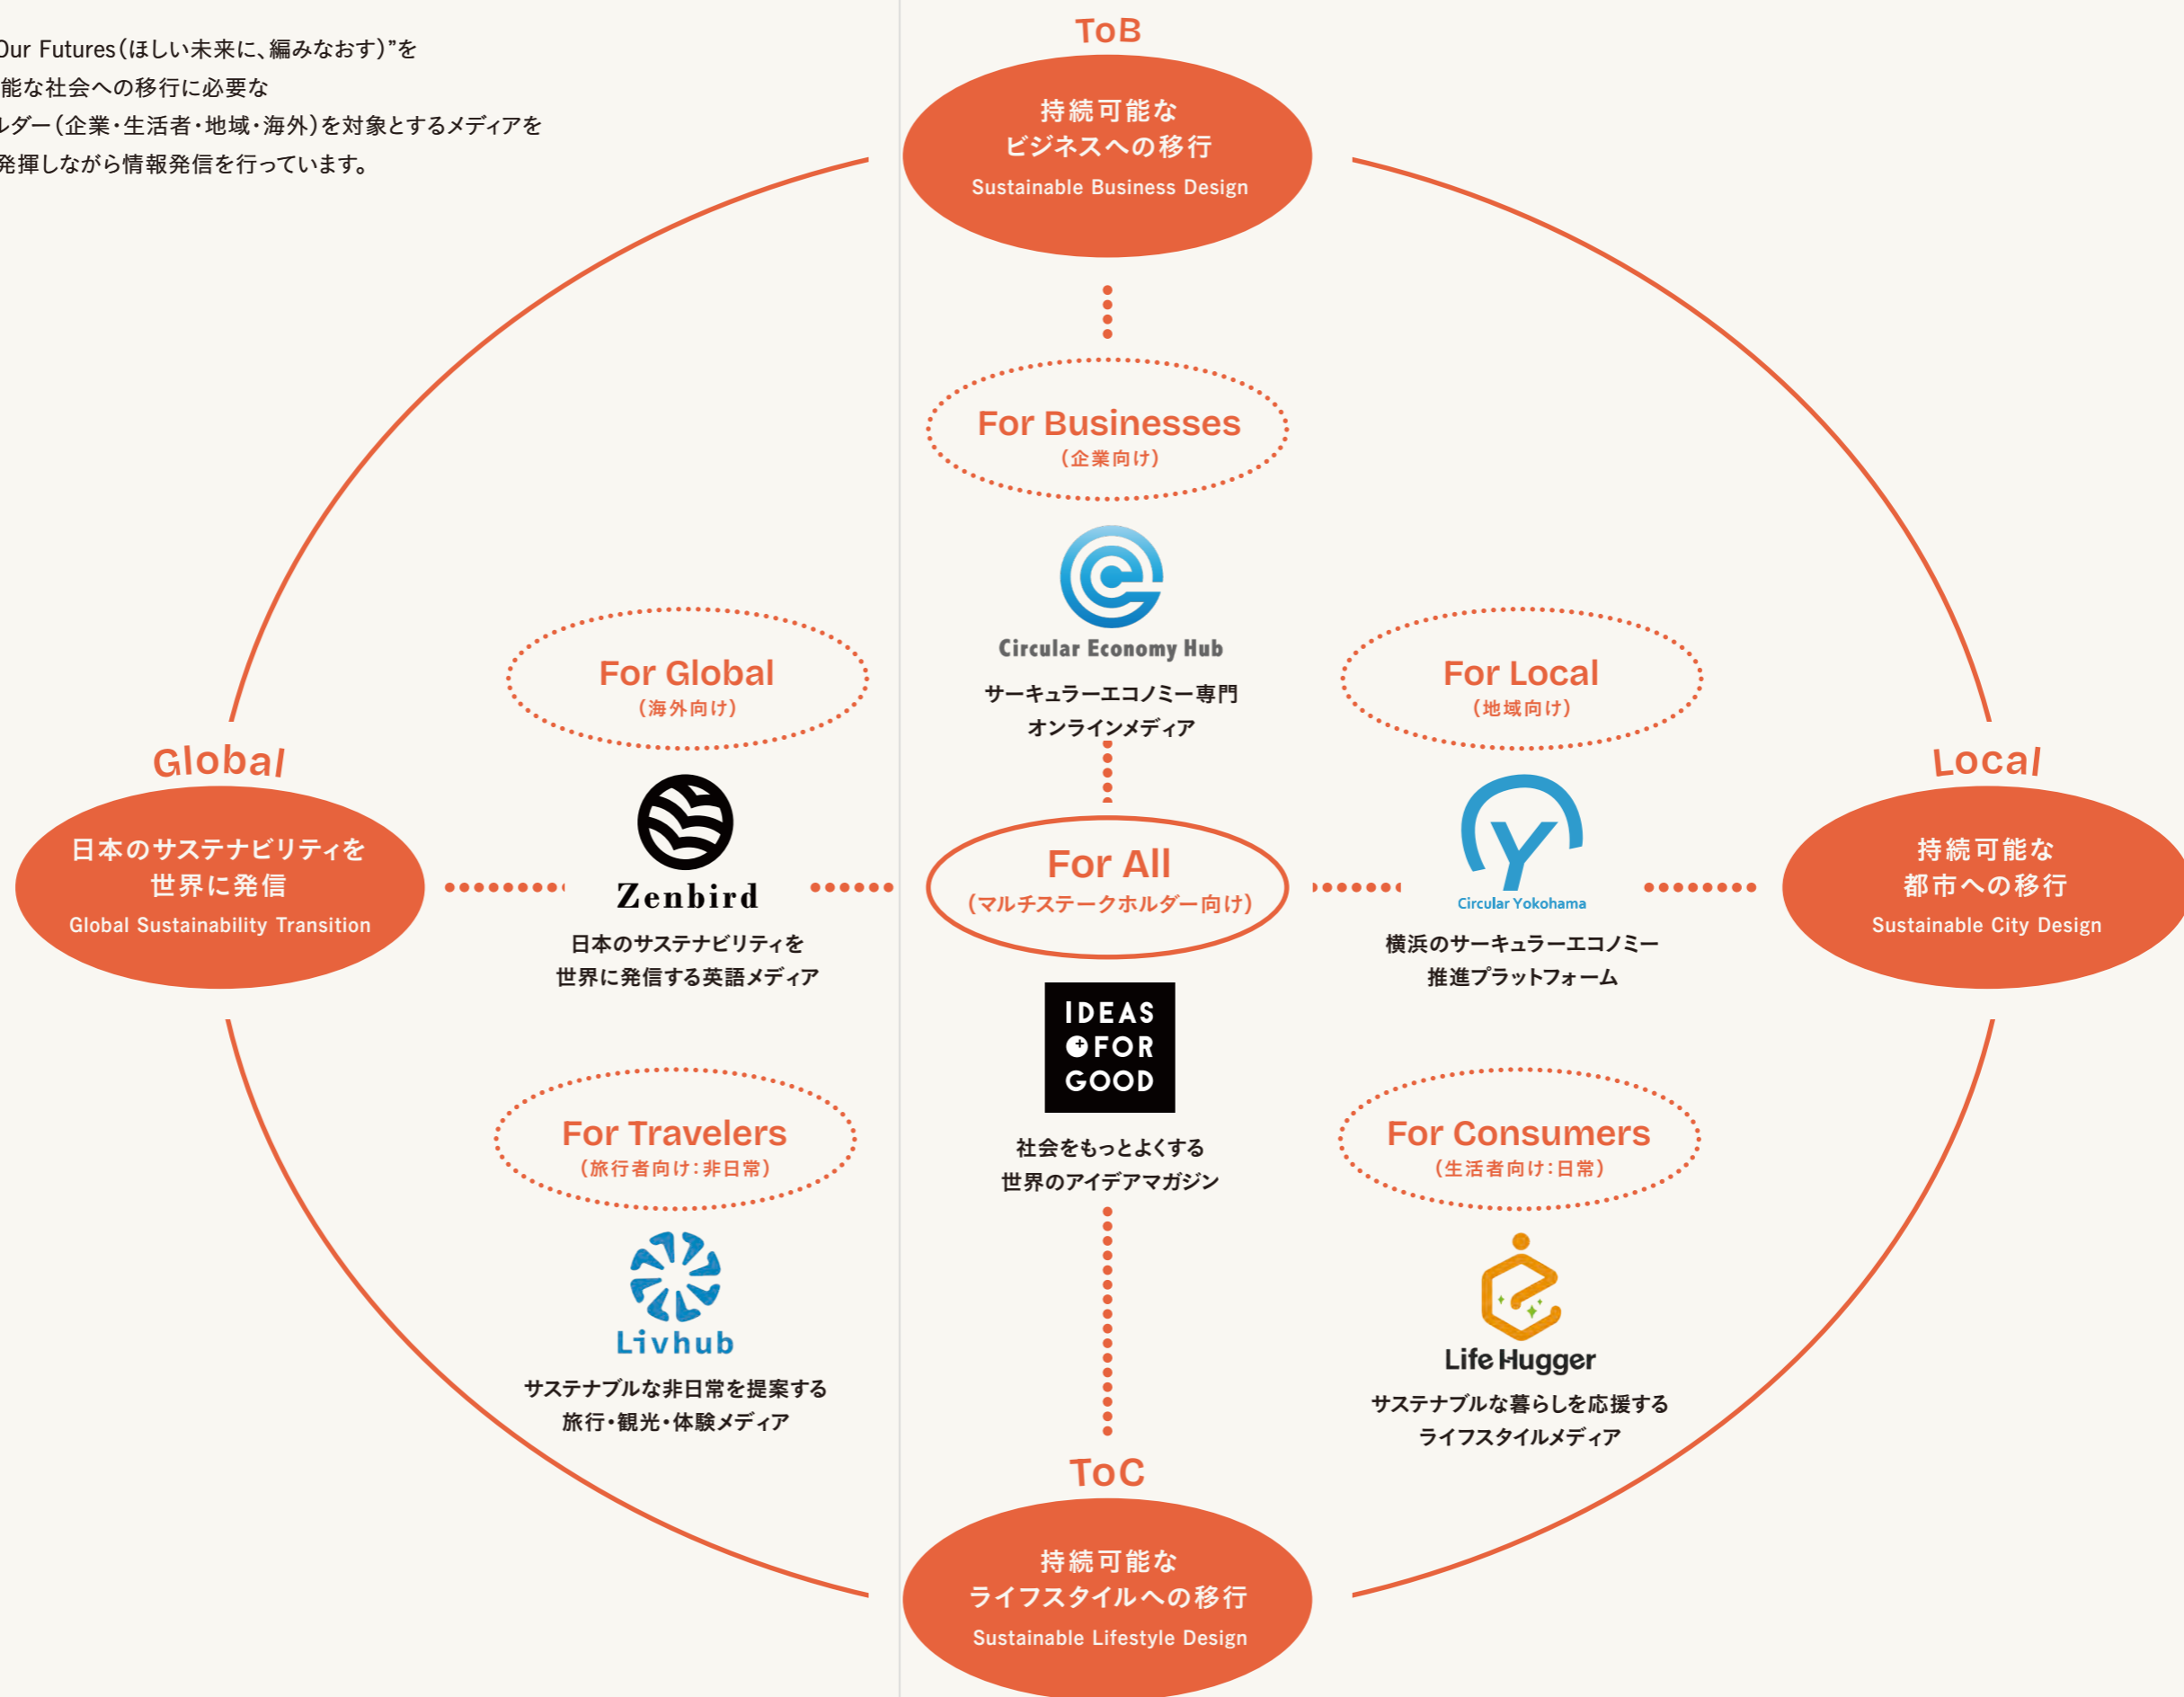 Our Futures（ほしい未来に、編みなおす）”を
能な社会への移行に必要な
ルダー（企業・生活者・地域・海外）を対象とするメディアを
発揮しながら情報発信を行っています。
ToB
持続可能な
ビジネスへの移行
Sustainable Business Design
For Businesses
（企業向け）
Circular Economy Hub
サーキュラーエコノミー専門
オンラインメディア
For Global
（海外向け）
Zenbird
日本のサステナビリティを
世界に発信する英語メディア
For Local
（地域向け）
Y
Circular Yokohama
横浜のサーキュラーエコノミー
推進プラットフォーム
Global
日本のサステナビリティを
世界に発信
Global Sustainability Transition
For All
（マルチステークホルダー向け）
IDEAS
FOR
GOOD
社会をもっとよくする
世界のアイデアマガジン
Local
持続可能な
都市への移行
Sustainable City Design
For Travelers
（旅行者向け：非日常）
Livhub
サステナブルな非日常を提案する
旅行・観光・体験メディア
For Consumers
（生活者向け：日常）
Life Hugger
サステナブルな暮らしを応援する
ライフスタイルメディア
ToC
持続可能な
ライフスタイルへの移行
Sustainable Lifestyle Design